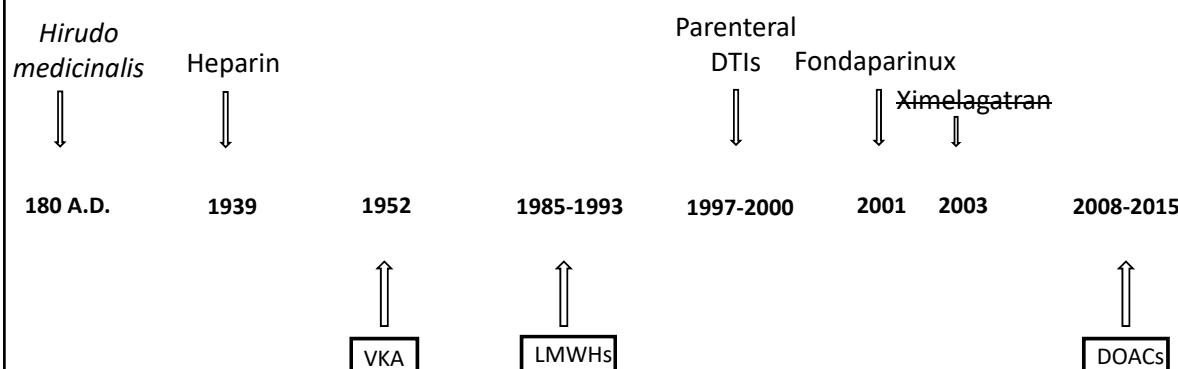 Hirudo
medicinalis
Heparin
Parenteral
DTIs
Fondaparinux
Ximelagatran
180 A.D.
1939
1952
1985-1993
1997-2000
2001
2003
2008-2015
VKA
LMWHs
DOACs